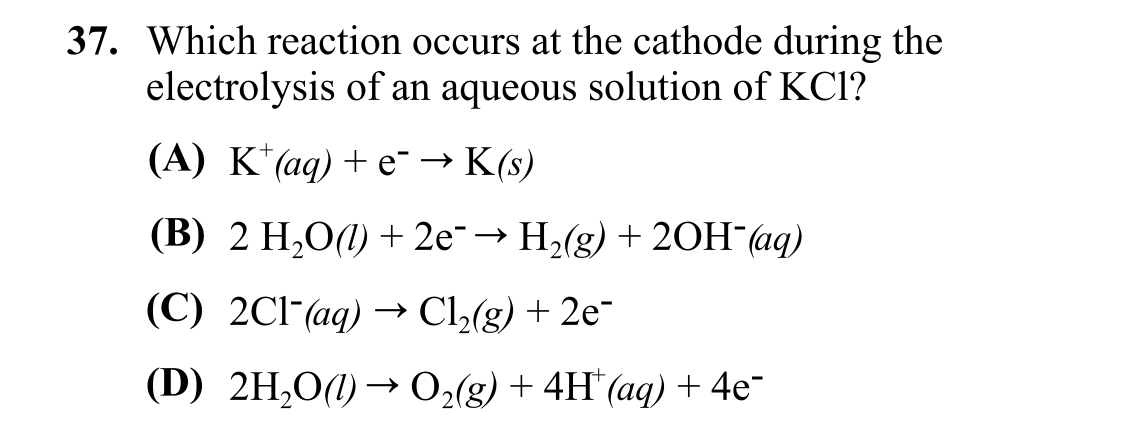 37. Which reaction occurs at the cathode during the
electrolysis of an aqueous solution of KCl?
(A) K⁺(aq) + e⁻ → K(s)
(B) 2 H₂O(l) + 2e⁻ → H₂(g) + 2OH⁻(aq)
(C) 2Cl⁻(aq) → Cl₂(g) + 2e⁻
(D) 2H₂O(l) → O₂(g) + 4H⁺(aq) + 4e⁻